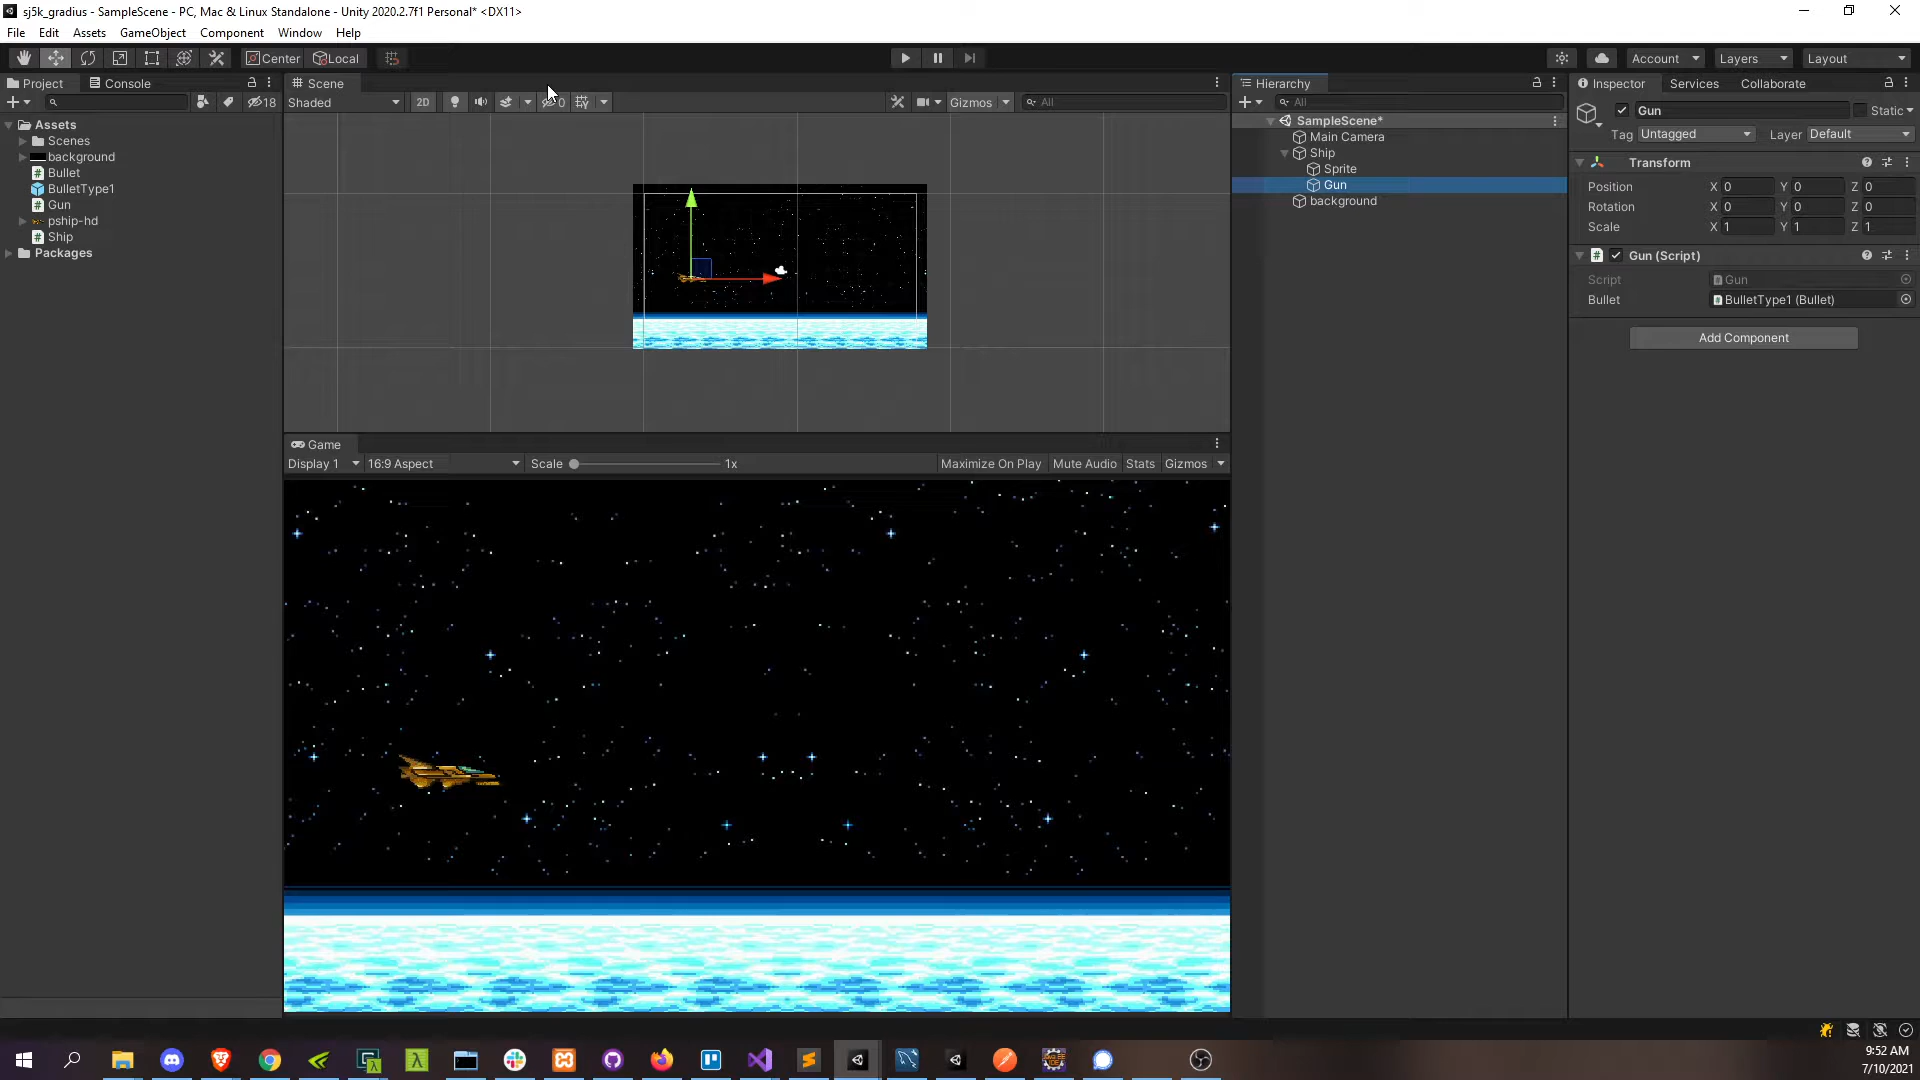 sj5k_gradius - SampleScene - PC, Mac & Linux Standalone - Unity 2020.2.7f1 Personal* <DX11>
File Edit Assets GameObject Component Window Help
Center Local Account Layers Layout
Project Console
18
Assets
Scenes
background
Bullet
BulletType1
Gun
pship-hd
Ship
Packages
Scene
Shaded 2D 0 Gizmos All
Game
Display 1 16:9 Aspect Scale 1x Maximize On Play Mute Audio Stats Gizmos
Hierarchy
All
SampleScene*
Main Camera
Ship
Sprite
Gun
background
Inspector Services Collaborate
Gun Static
Tag Untagged Layer Default
Transform
Position X 0 Y 0 Z 0
Rotation X 0 Y 0 Z 0
Scale X 1 Y 1 Z 1
Gun (Script)
Script Gun
Bullet BulletType1 (Bullet)
Add Component
9:52 AM
7/10/2021